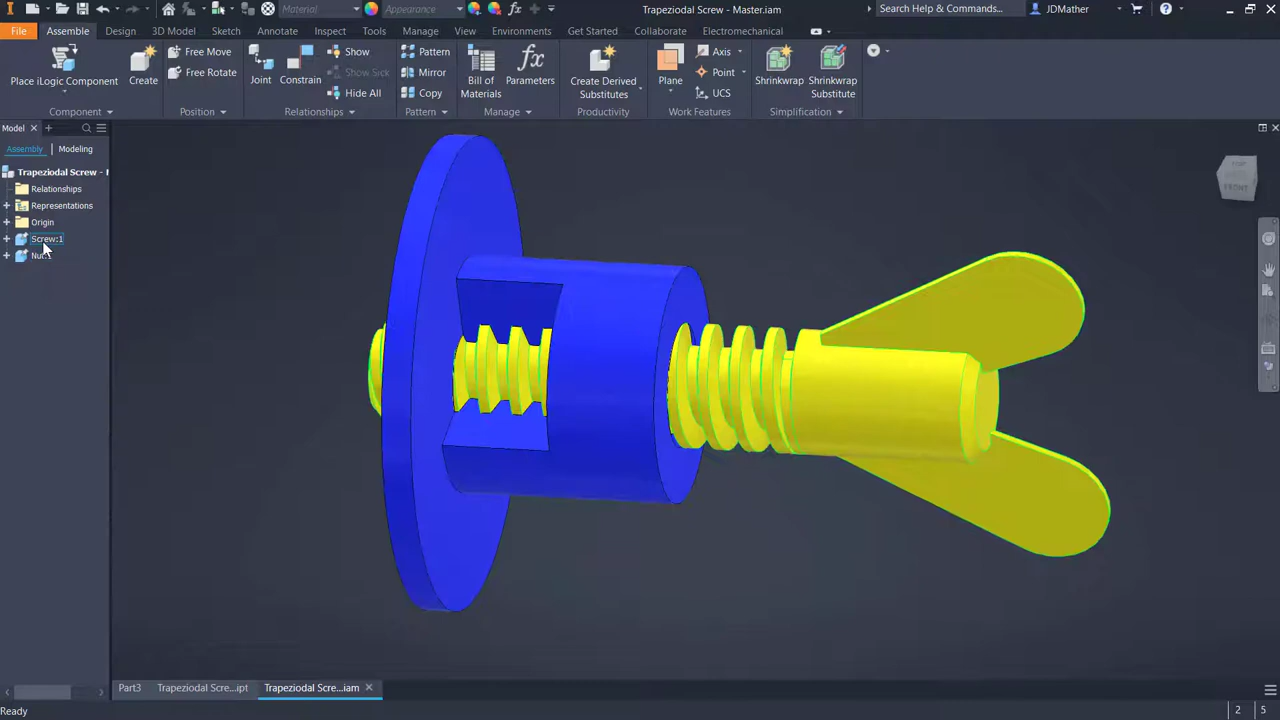 Material
Appearance
Trapeziodal Screw - Master.iam
Search Help & Commands...
JDMather
File
Assemble
Design
3D Model
Sketch
Annotate
Inspect
Tools
Manage
View
Environments
Get Started
Collaborate
Electromechanical
Place iLogic Component
Create
Free Move
Free Rotate
Joint
Constrain
Show
Show Sick
Hide All
Pattern
Mirror
Copy
Bill of
Materials
Parameters
Create Derived
Substitutes
Plane
Axis
Point
UCS
Shrinkwrap
Shrinkwrap
Substitute
Component
Position
Relationships
Pattern
Manage
Productivity
Work Features
Simplification
Model
Assembly
Modeling
Trapeziodal Screw -
Relationships
Representations
Origin
Screw:1
FRONT
Part3
Trapeziodal Scre...ipt
Trapeziodal Scre...iam
Ready
2
5